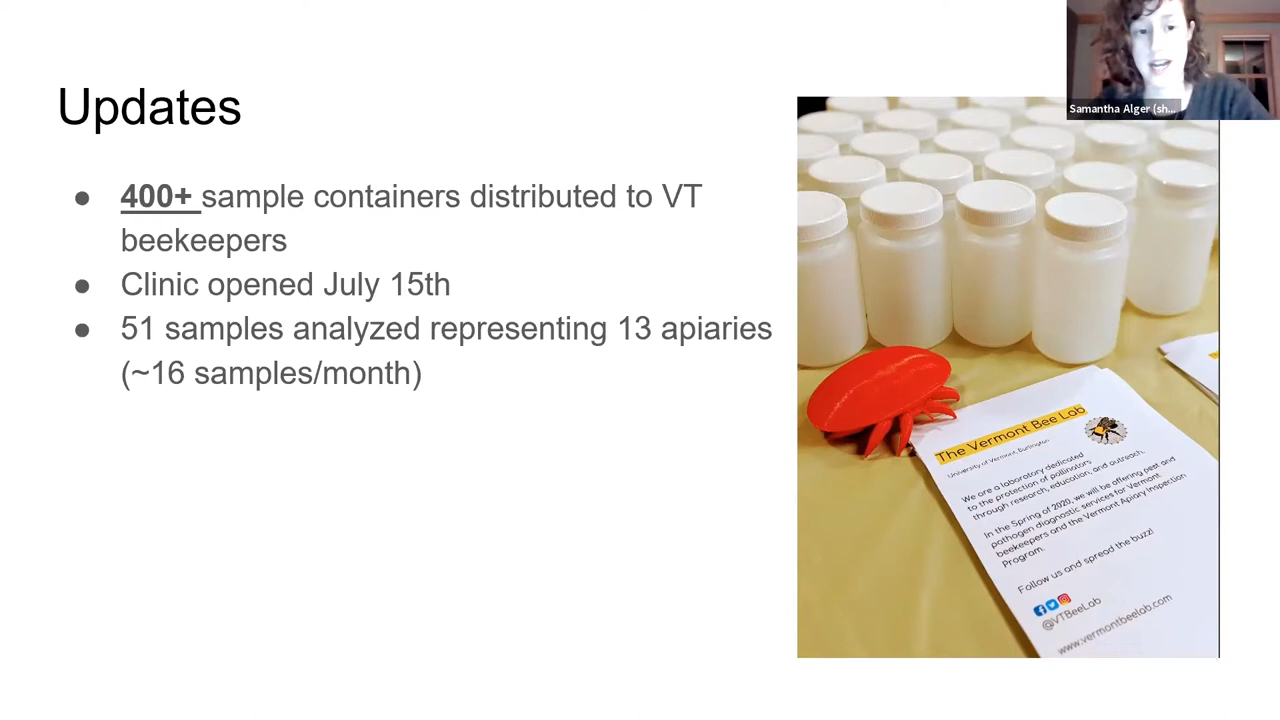 Samantha Alger (sh...
Updates
● 400+ sample containers distributed to VT
beekeepers
● Clinic opened July 15th
● 51 samples analyzed representing 13 apiaries
(~16 samples/month)
The Vermont Bee Lab
University of Vermont, Burlington
We are a laboratory dedicated
to the protection of pollinators
through research, education, and outreach.
In the Spring of 2020, we will be offering pest and
pathogen diagnostic services for Vermont
beekeepers and the Vermont Apiary Inspection
Program.
Follow us and spread the buzz!
@VTBeeLab
www.vermontbeelab.com